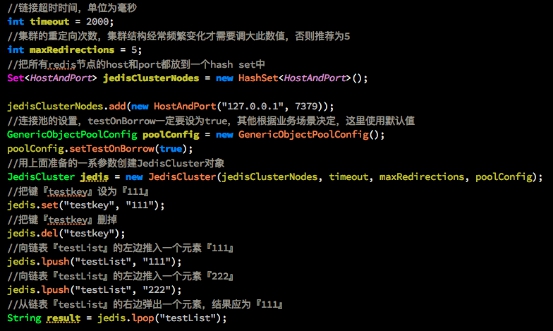 //链接超时时间，单位为毫秒
int timeout = 2000;
//集群的重定向次数，集群结构经常频繁变化才需要调大此数值，否则推荐为5
int maxRedirections = 5;
//把所有redis节点的host和port都放到一个hash set中
Set<HostAndPort> jedisClusterNodes = new HashSet<HostAndPort>();
jedisClusterNodes.add(new HostAndPort("127.0.0.1", 7379));
//连接池的设置，testOnBorrow一定要设为true，其他根据业务场景决定，这里使用默认值
GenericObjectPoolConfig poolConfig = new GenericObjectPoolConfig();
poolConfig.setTestOnBorrow(true);
//用上面准备的一系参数创建JedisCluster对象
JedisCluster jedis = new JedisCluster(jedisClusterNodes, timeout, maxRedirections, poolConfig);
//把键『testkey』设为『111』
jedis.set("testkey", "111");
//把键『testkey』删掉
jedis.del("testkey");
//向链表『testList』的左边推入一个元素『111』
jedis.lpush("testList", "111");
//向链表『testList』的左边推入一个元素『222』
jedis.lpush("testList", "222");
//从链表『testList』的右边弹出一个元素，结果应为『111』
String result = jedis.lpop("testList");